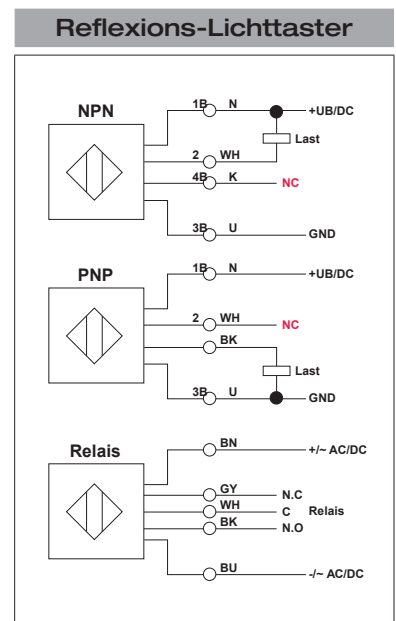 Reflexions-Lichttaster
NPN
1B N +UB/DC
Last
2 WH
4B K NC
3B U GND
PNP
1B N +UB/DC
2 WH NC
BK
Last
3B U GND
Relais
BN +/~ AC/DC
GY N.C
WH C Relais
BK N.O
BU -/~ AC/DC